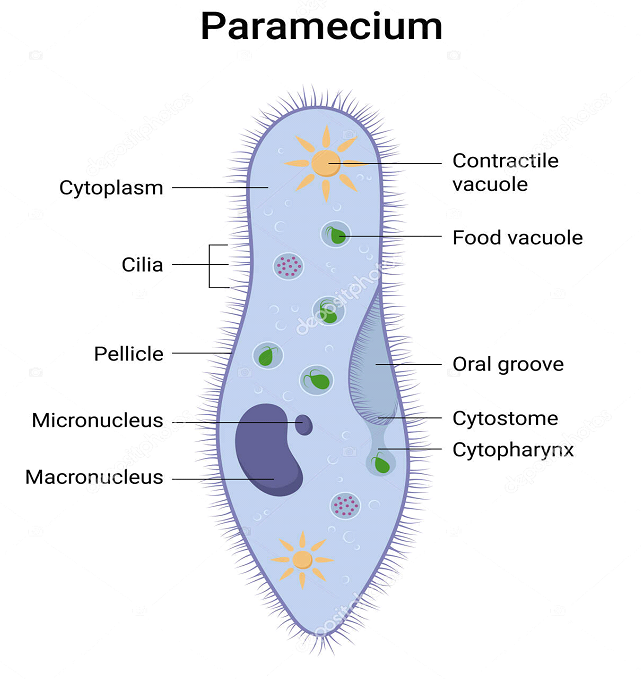 Paramecium
Contractile
vacuole
Cytoplasm
Food vacuole
Cilia
Pellicle
Oral groove
Micronucleus
Cytostome
Cytopharynx
Macronucleus
depositphotos